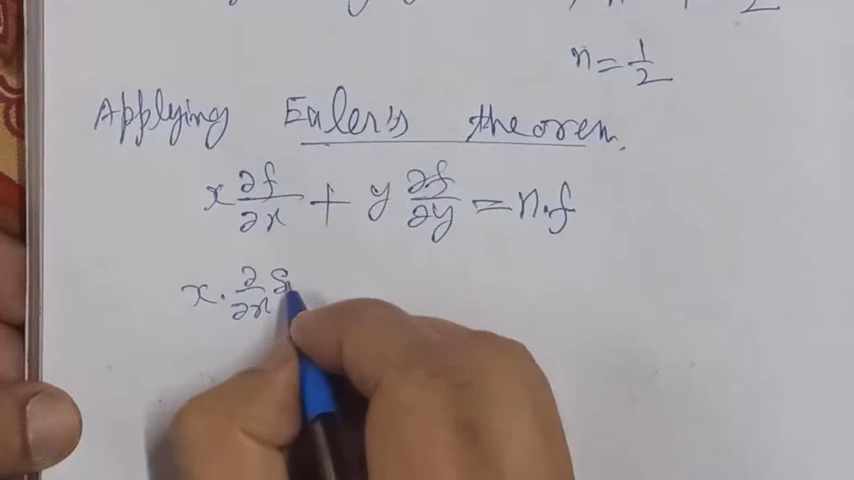 n = 1/2
Applying Euler's theorem.
x ∂f/∂x + y ∂f/∂y = n.f
x . ∂/∂x